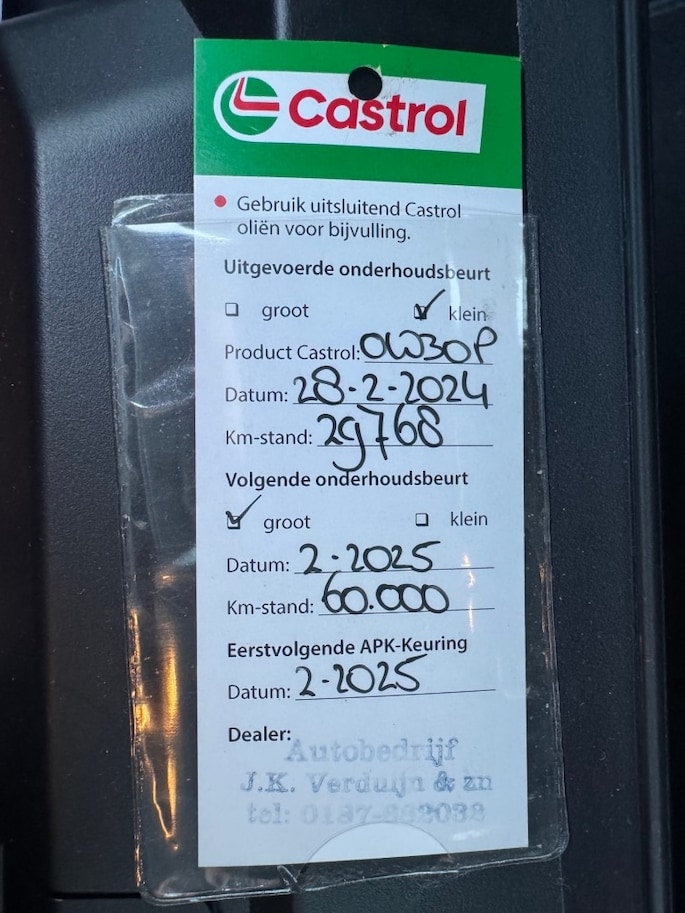 Castrol
Gebruik uitsluitend Castrol
oliën voor bijvulling.
Uitgevoerde onderhoudsbeurt
groot klein
Product Castrol: 0W30P
Datum: 28-2-2024
Km-stand: 29768
Volgende onderhoudsbeurt
groot klein
Datum: 2-2025
Km-stand: 60.000
Eerstvolgende APK-Keuring
Datum: 2-2025
Dealer:
Autobedrijf
J.K. Verduijn & zn
tel: